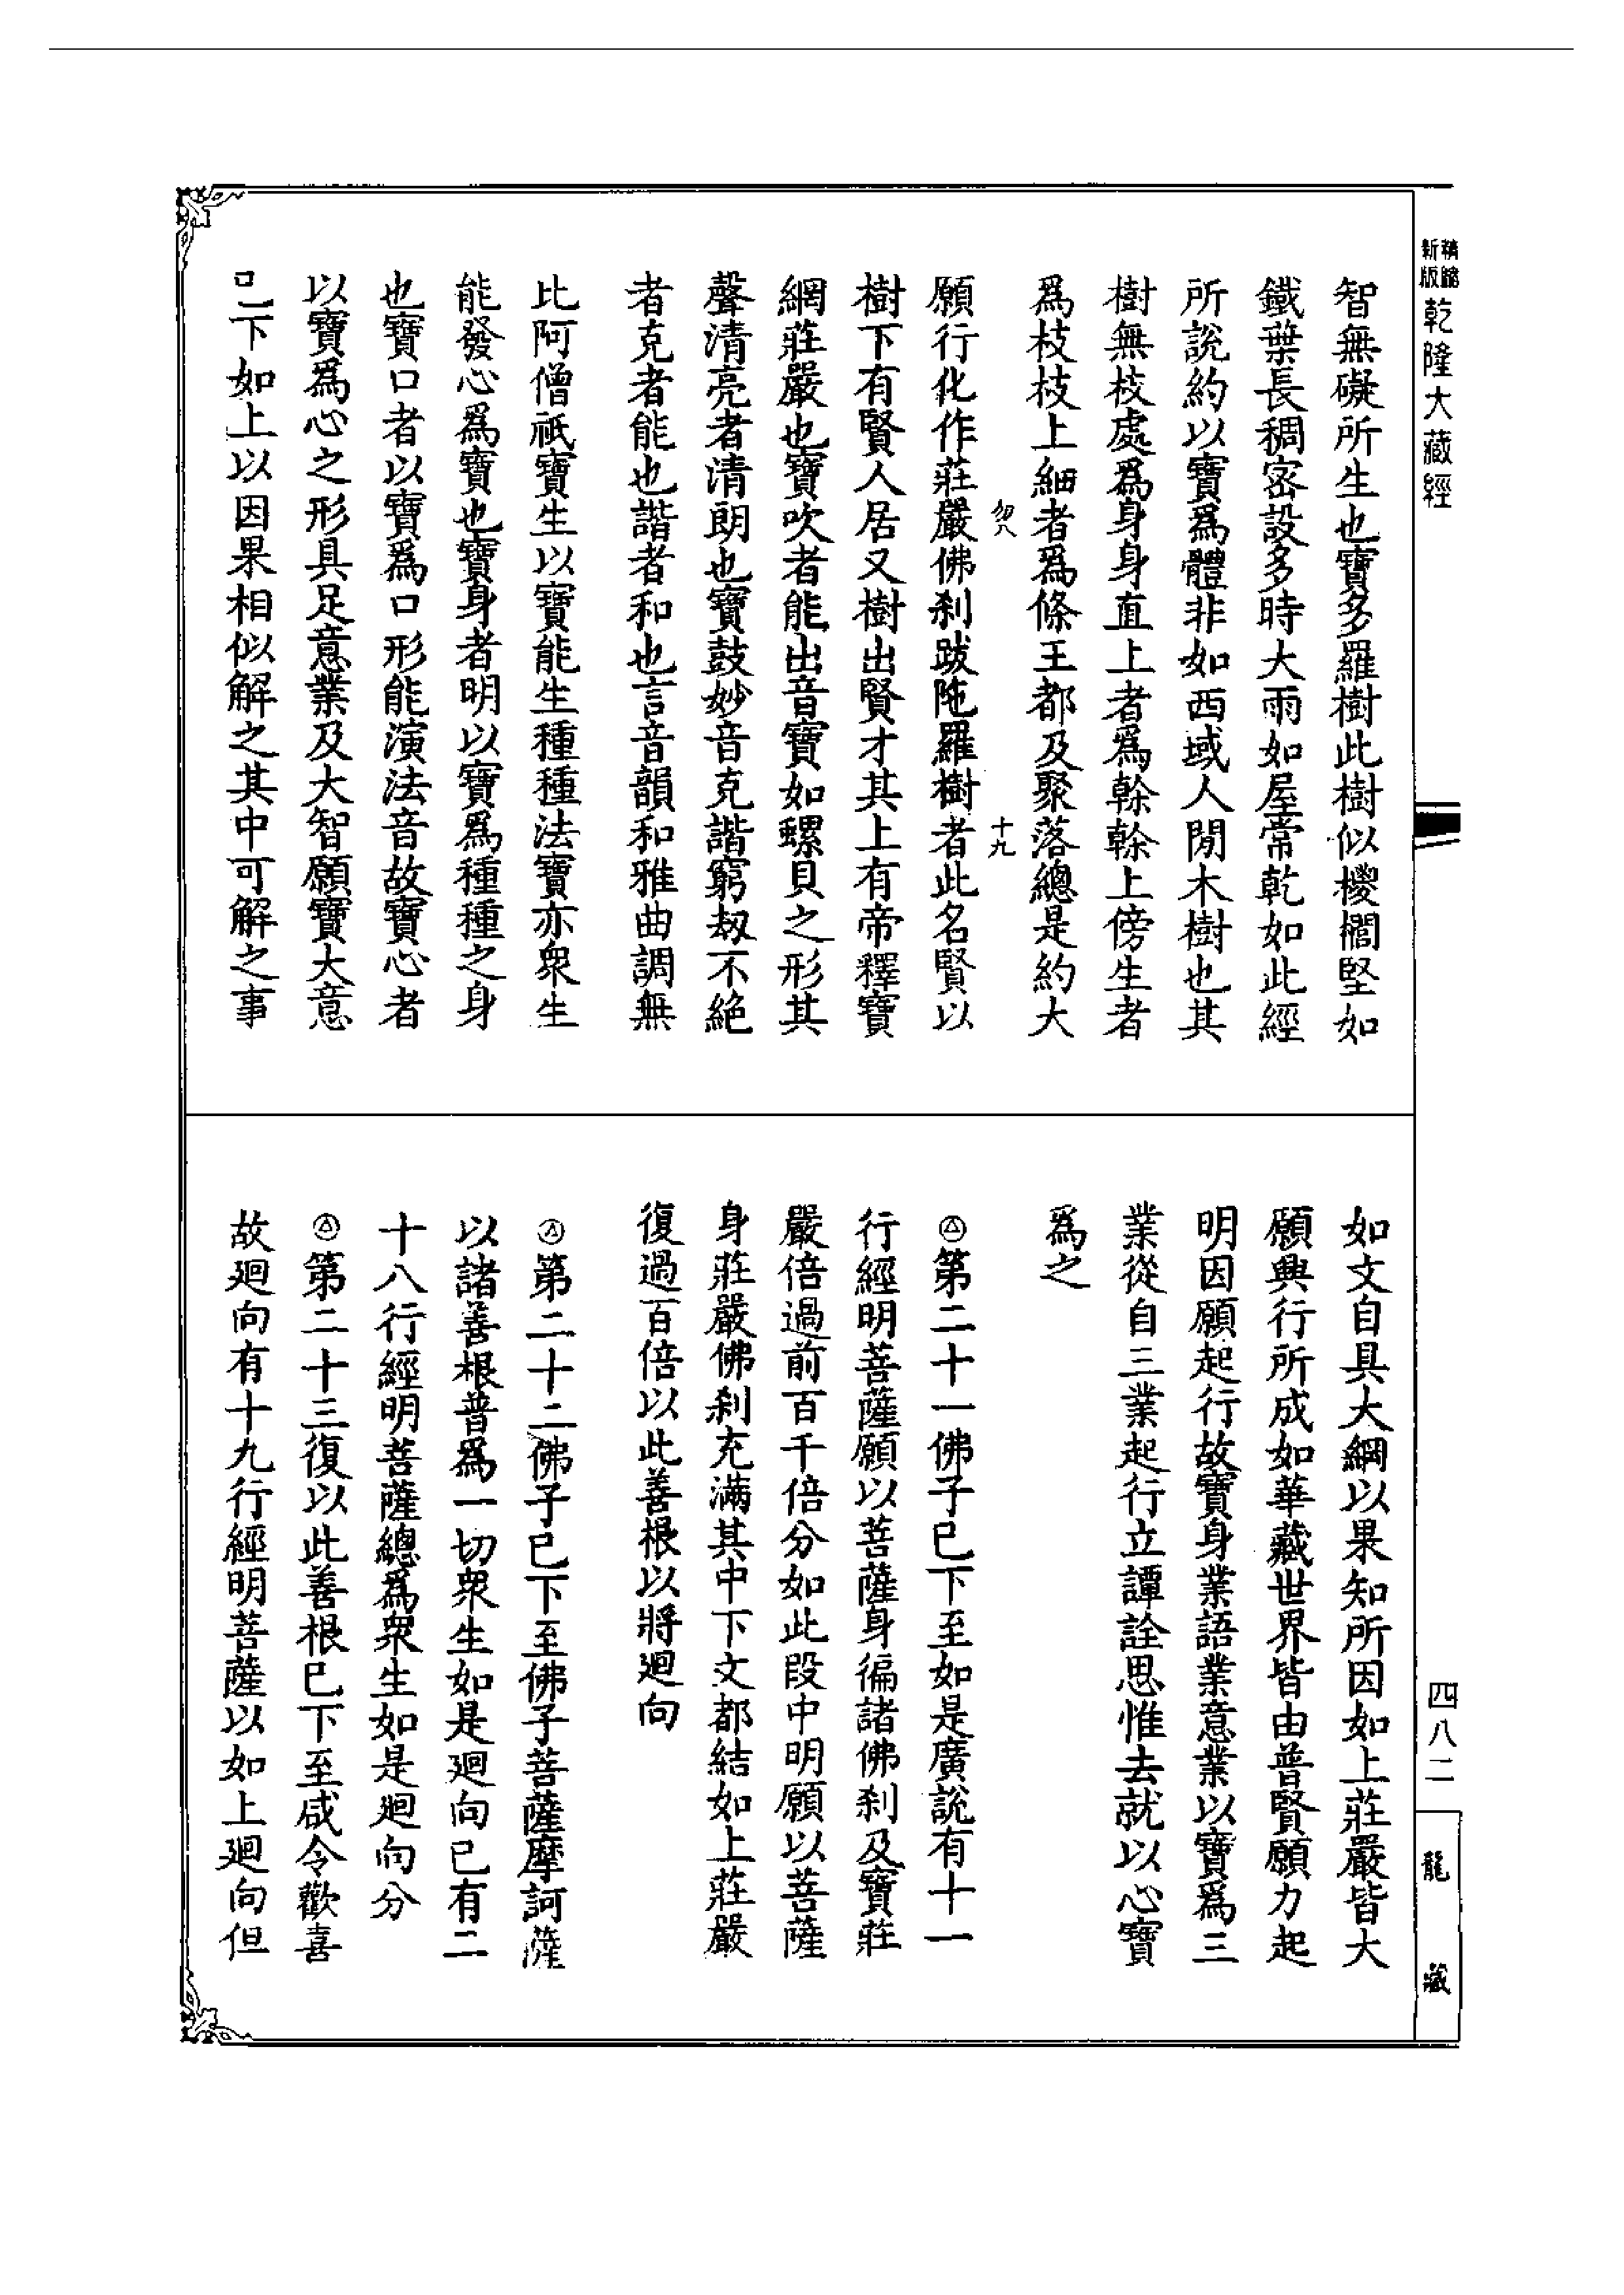 精縮新版
乾隆大藏經
四八二
龍藏
智無礙所生也寶多羅樹此樹似椶櫚堅如
鐵葉長稠密設多時大雨如屋常乾如此經
所說約以寶爲體非如西域人間木樹也其
樹無枝處爲身身直上者爲榦榦上傍生者
爲枝枝上細者爲條王都及聚落總是約大
十九
願行化作莊嚴佛刹跋陁羅樹者此名賢以
樹下有賢人居又樹出賢才其上有帝釋寶
網莊嚴也寶吹者能出音寶如螺貝之形其
聲清亮者清朗也寶鼓妙音克諧窮劫不絶
者克者能也諧者和也言音韻和雅曲調無
比阿僧祇寶生以寶能生種種法寶亦衆生
能發心爲寶也寶身者明以寶爲種種之身
也寶口者以寶爲口形能演法音故寶心者
以寶爲心之形具足意業及大智願寶大意
已下如上以因果相似解之其中可解之事
如文自具大綱以果知所因如上莊嚴皆大
願興行所成如華藏世界皆由普賢願力起
明因願起行故寶身業語業意業以寶爲三
業從自三業起行立譚詮思惟去就以心寶
爲之
㊂第二十一佛子已下至如是廣說有十一
行經明菩薩願以菩薩身徧諸佛刹及寶莊
嚴倍過前百千倍分如此段中明願以菩薩
身莊嚴佛刹充滿其中下文都結如上莊嚴
復過百倍以此善根以將廻向
第二十二佛子已下至佛子菩薩摩訶薩
以諸善根普爲一切衆生如是廻向已有二
十八行經明菩薩總爲衆生如是廻向分
第二十三復以此善根已下至咸令歡喜
故廻向有十九行經明菩薩以如上廻向但